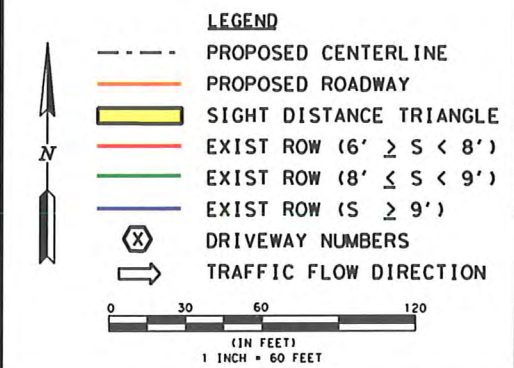 LEGEND
PROPOSED CENTERLINE
PROPOSED ROADWAY
SIGHT DISTANCE TRIANGLE
EXIST ROW (6' ≥ S < 8')
EXIST ROW (8' ≤ S < 9')
EXIST ROW (S ≥ 9')
X DRIVEWAY NUMBERS
TRAFFIC FLOW DIRECTION
N
0 30 60 120
(IN FEET)
1 INCH = 60 FEET